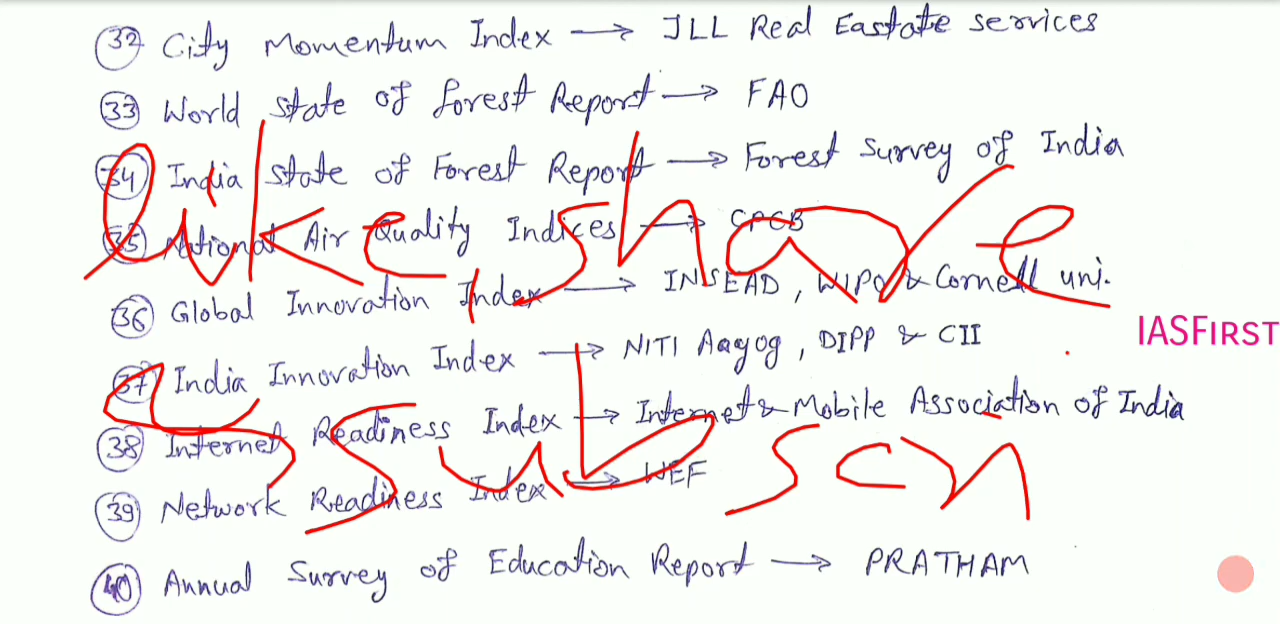 32 City Momentum Index → JLL Real Eastate services
33 World state of forest Report → FAO
34 India state of Forest Report → Forest Survey of India
35 National Air Quality Indices → CPCB
like share
36 Global Innovation Index → INSEAD, WIPO & Cornell uni.
IASFIRST
37 India Innovation Index → NITI Aayog, DIPP & CII
38 Internet Readiness Index → Internet & Mobile Association of India
& Sub scri
39 Network Readiness Index → WEF
40 Annual Survey of Education Report → PRATHAM